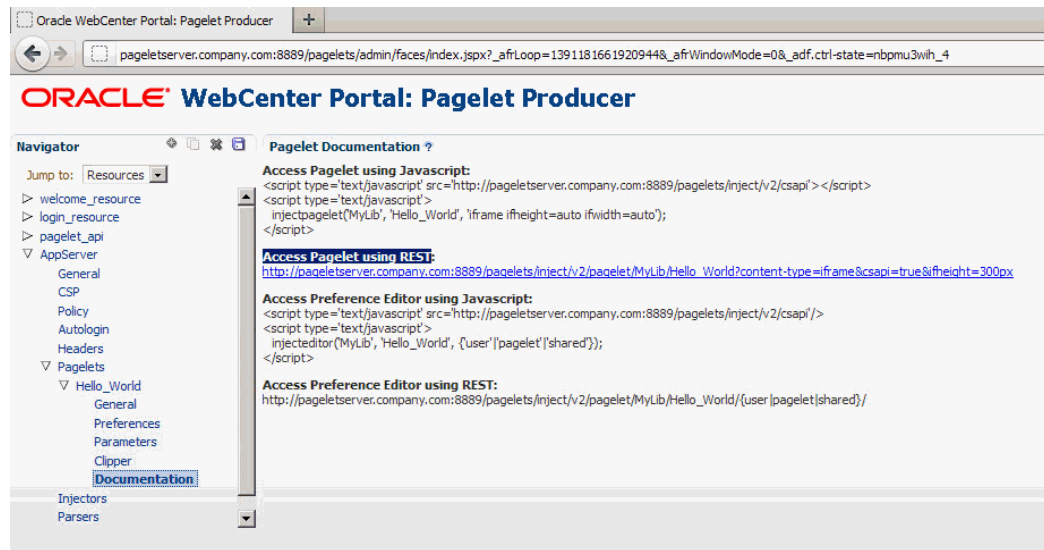 Oracle WebCenter Portal: Pagelet Producer
pageletserver.company.com:8889/pagelets/admin/faces/index.jspx?_afrLoop=1391181661920944&_afrWindowMode=0&_adf.ctrl-state=nbpmu3wih_4
ORACLE WebCenter Portal: Pagelet Producer
Navigator
Jump to: Resources
welcome_resource
login_resource
pagelet_api
AppServer
General
CSP
Policy
Autologin
Headers
Pagelets
Hello_World
General
Preferences
Parameters
Clipper
Documentation
Injectors
Parsers
Pagelet Documentation ?
Access Pagelet using Javascript:
<script type='text/javascript' src='http://pageletserver.company.com:8889/pagelets/inject/v2/csapi'></script>
<script type='text/javascript'>
injectpagelet('MyLib', 'Hello_World', 'iframe ifheight=auto ifwidth=auto');
</script>
Access Pagelet using REST:
http://pageletserver.company.com:8889/pagelets/inject/v2/pagelet/MyLib/Hello_World?content-type=iframe&csapi=true&ifheight=300px
Access Preference Editor using Javascript:
<script type='text/javascript' src='http://pageletserver.company.com:8889/pagelets/inject/v2/csapi'/>
<script type='text/javascript'>
injecteditor('MyLib', 'Hello_World', {'user'|'pagelet'|'shared'});
</script>
Access Preference Editor using REST:
http://pageletserver.company.com:8889/pagelets/inject/v2/pagelet/MyLib/Hello_World/{user|pagelet|shared}/